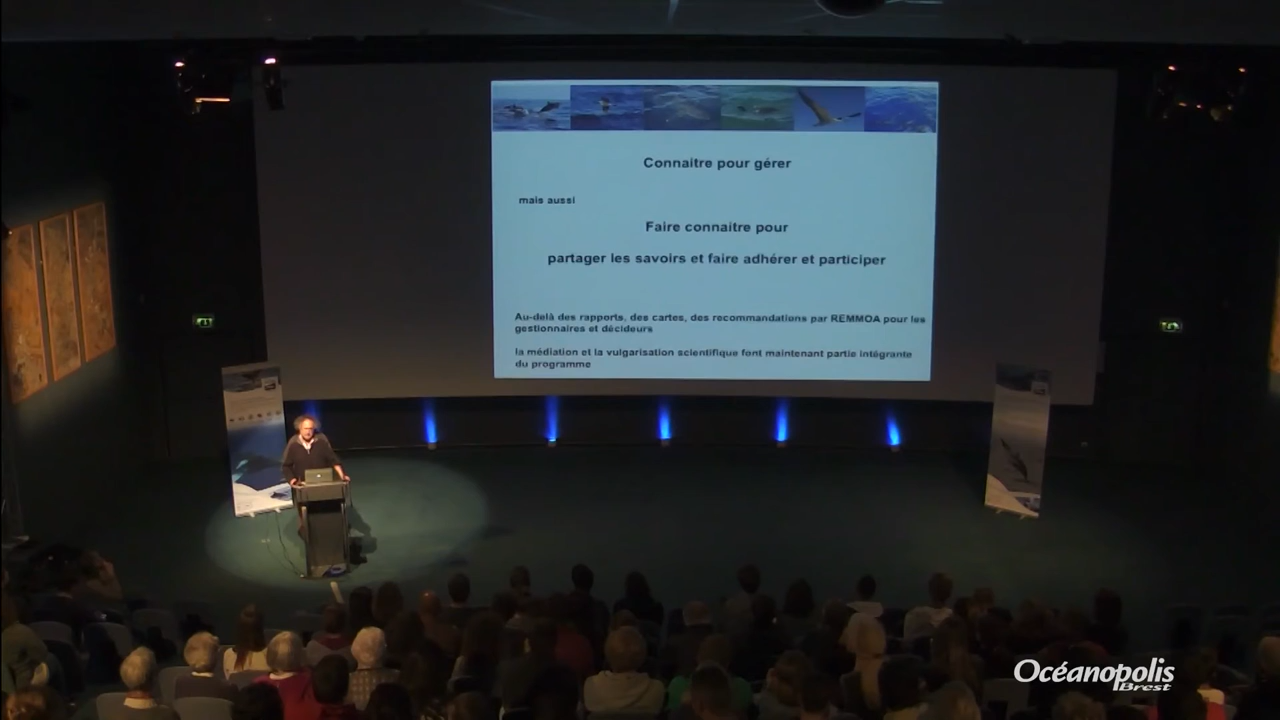 Connaitre pour gérer
mais aussi
Faire connaitre pour
partager les savoirs et faire adhérer et participer
Au-delà des rapports, des cartes, des recommandations par REMMOA pour les
gestionnaires et décideurs
la médiation et la vulgarisation scientifique font maintenant partie intégrante
du programme
Océanopolis
Brest